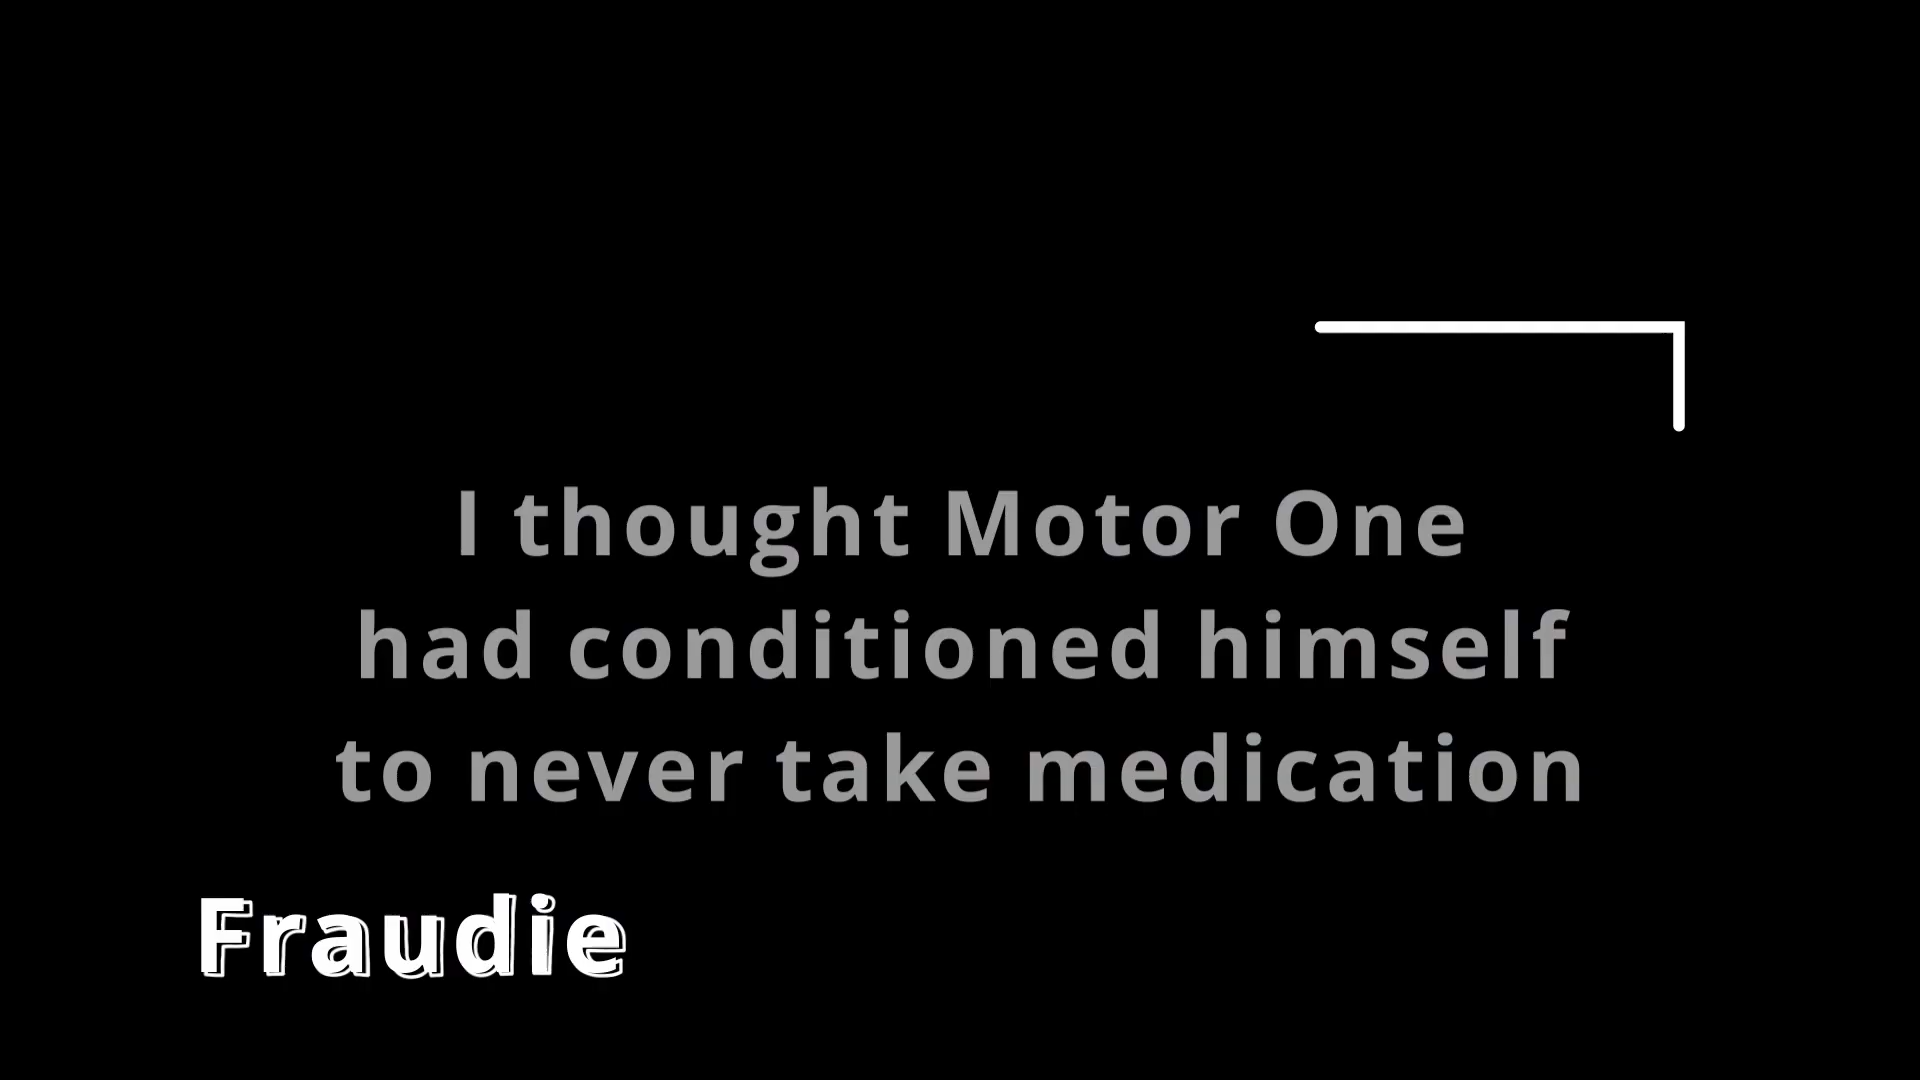 I thought Motor One
had conditioned himself
to never take medication
Fraudie